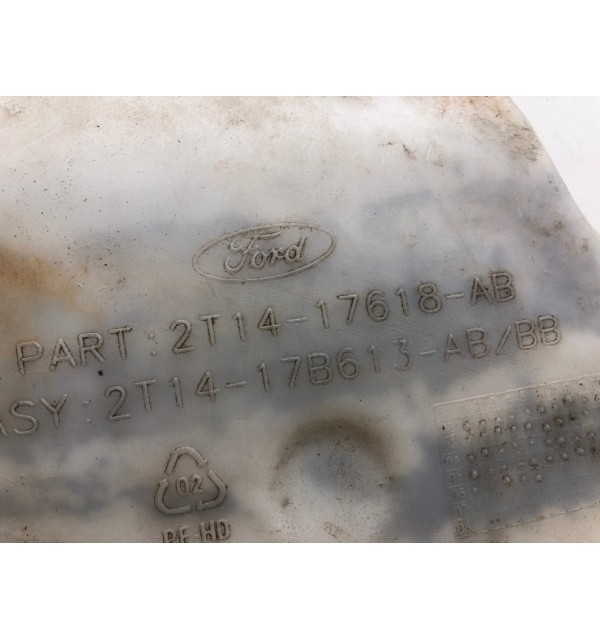 Ford
PART: 2T14-17618-AB
ASY: 2T14-17B613-AB/BB
02
PE-HD